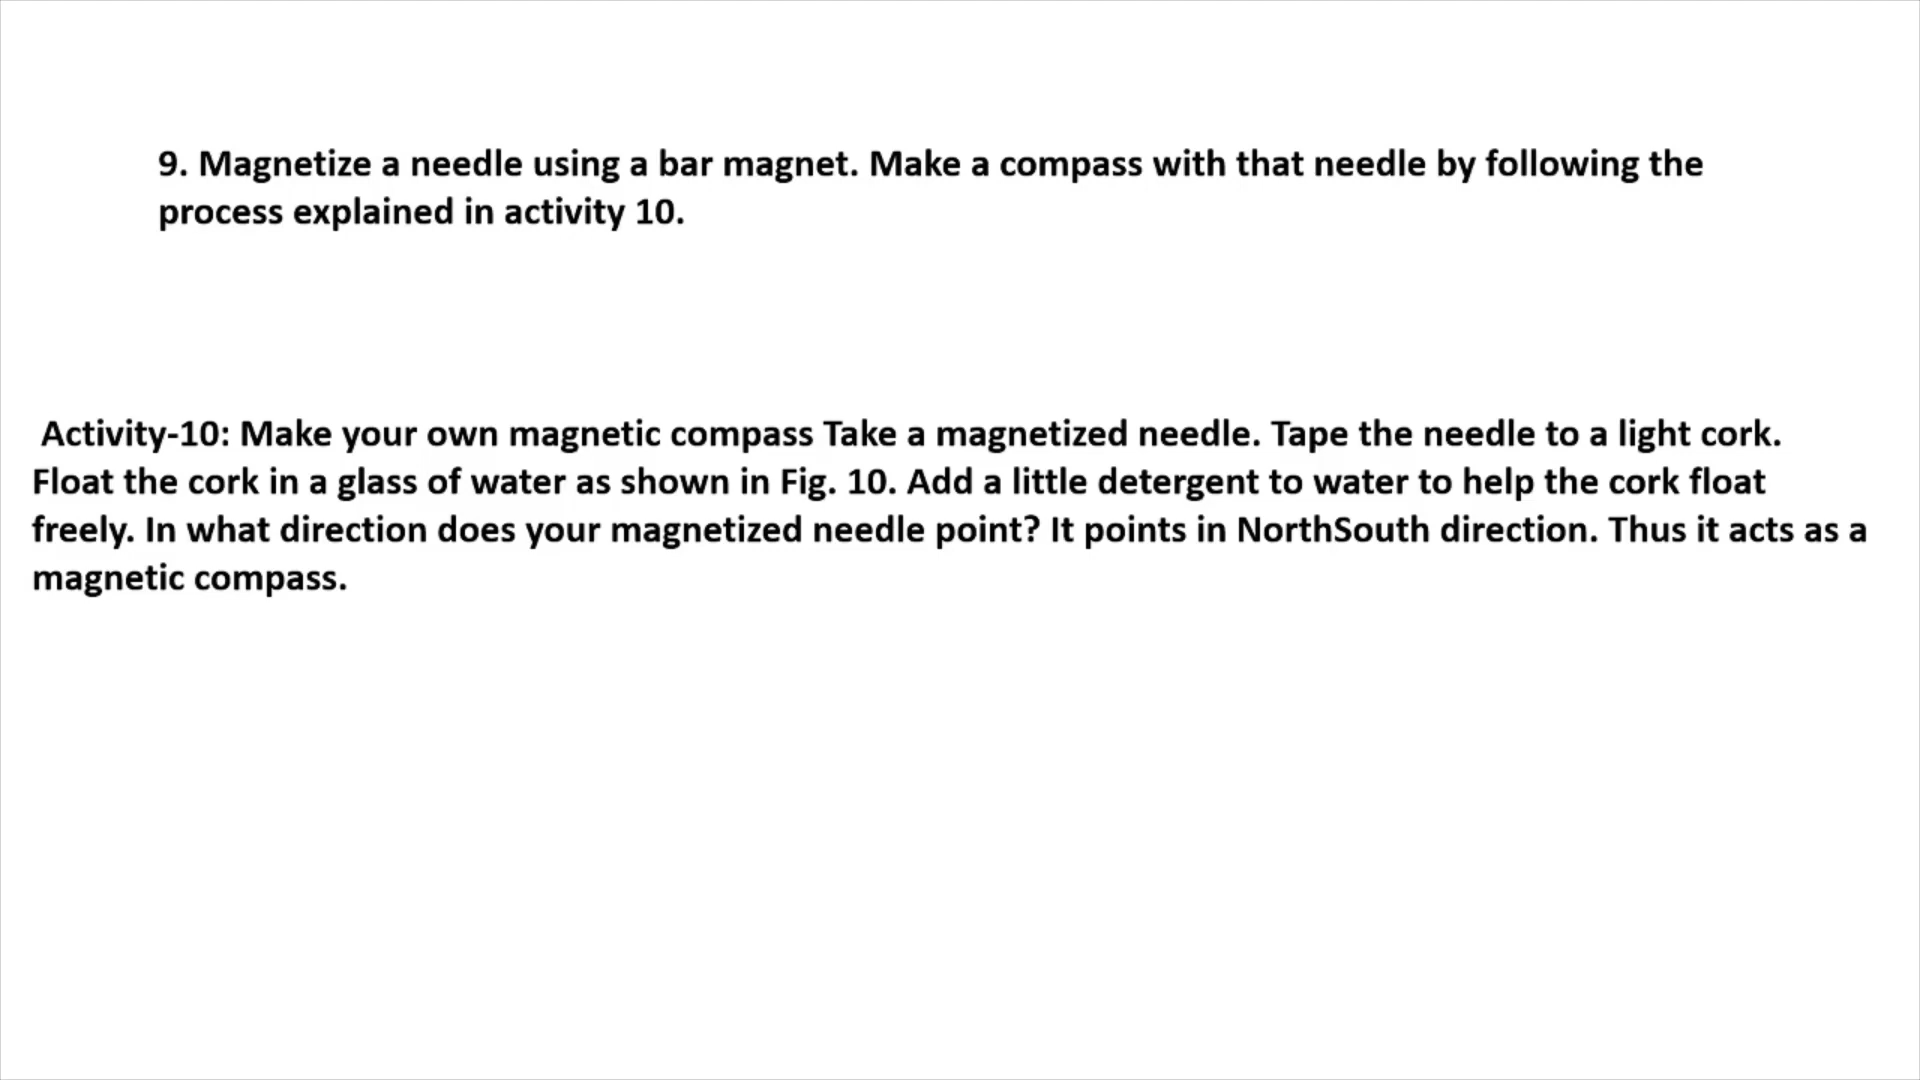 9. Magnetize a needle using a bar magnet. Make a compass with that needle by following the
process explained in activity 10.
Activity-10: Make your own magnetic compass Take a magnetized needle. Tape the needle to a light cork.
Float the cork in a glass of water as shown in Fig. 10. Add a little detergent to water to help the cork float
freely. In what direction does your magnetized needle point? It points in NorthSouth direction. Thus it acts as a
magnetic compass.